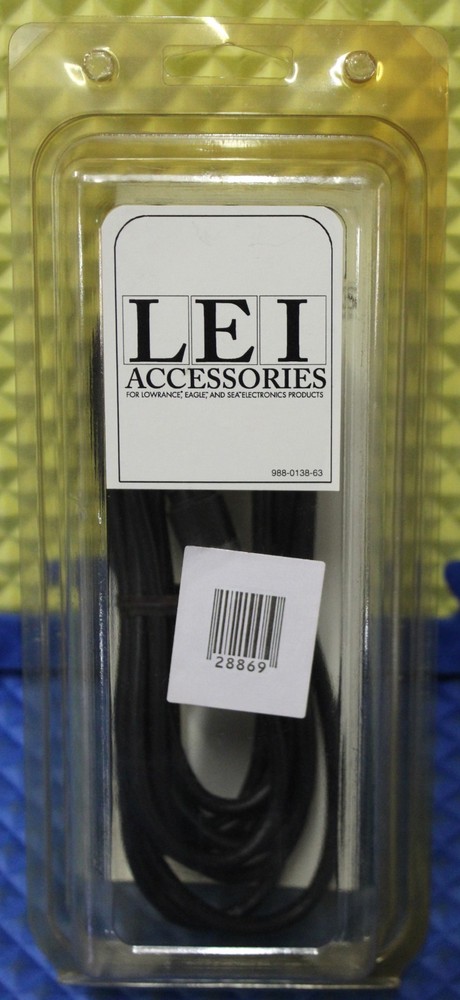 LEI
ACCESSORIES
FOR LOWRANCE, EAGLE, AND SEA ELECTRONICS PRODUCTS
988-0138-63
28869